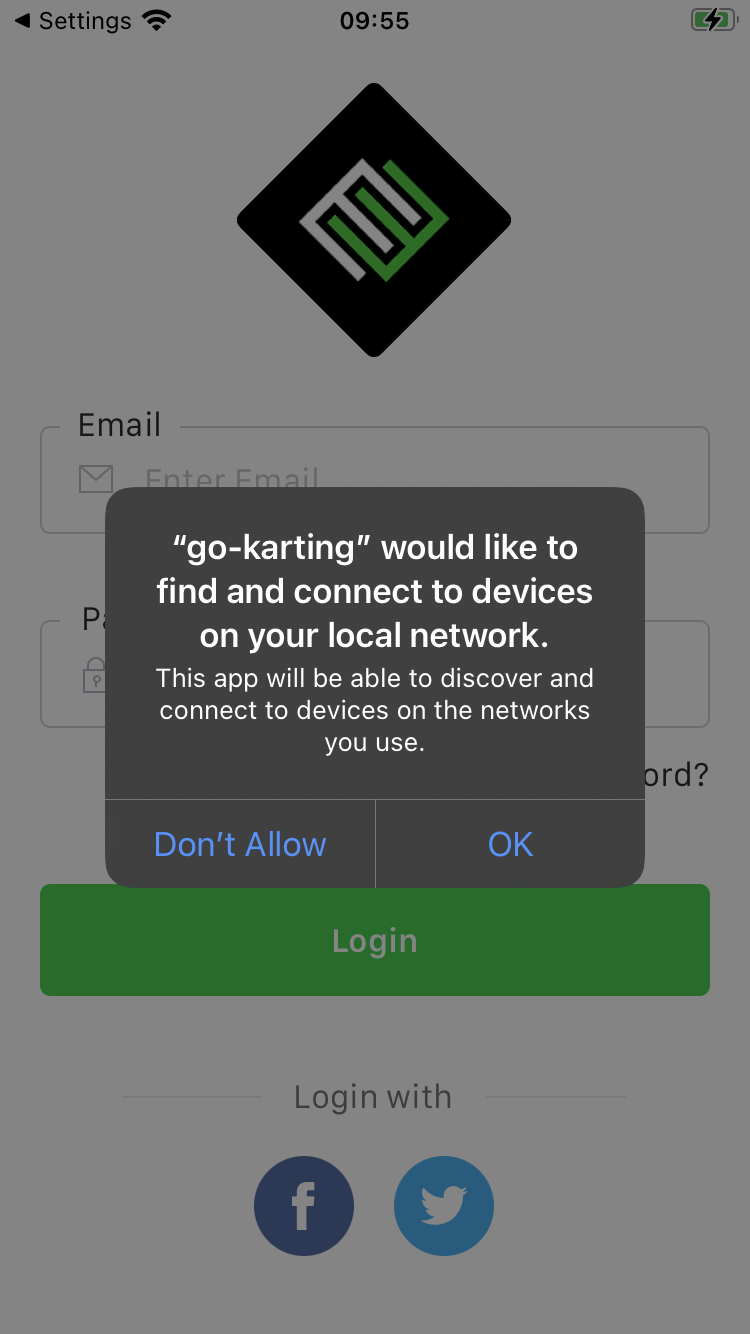 ◀ Settings 09:55
Email
Enter Email
“go-karting” would like to
find and connect to devices
on your local network.
This app will be able to discover and
connect to devices on the networks
you use.
Don’t Allow OK
Login
Login with